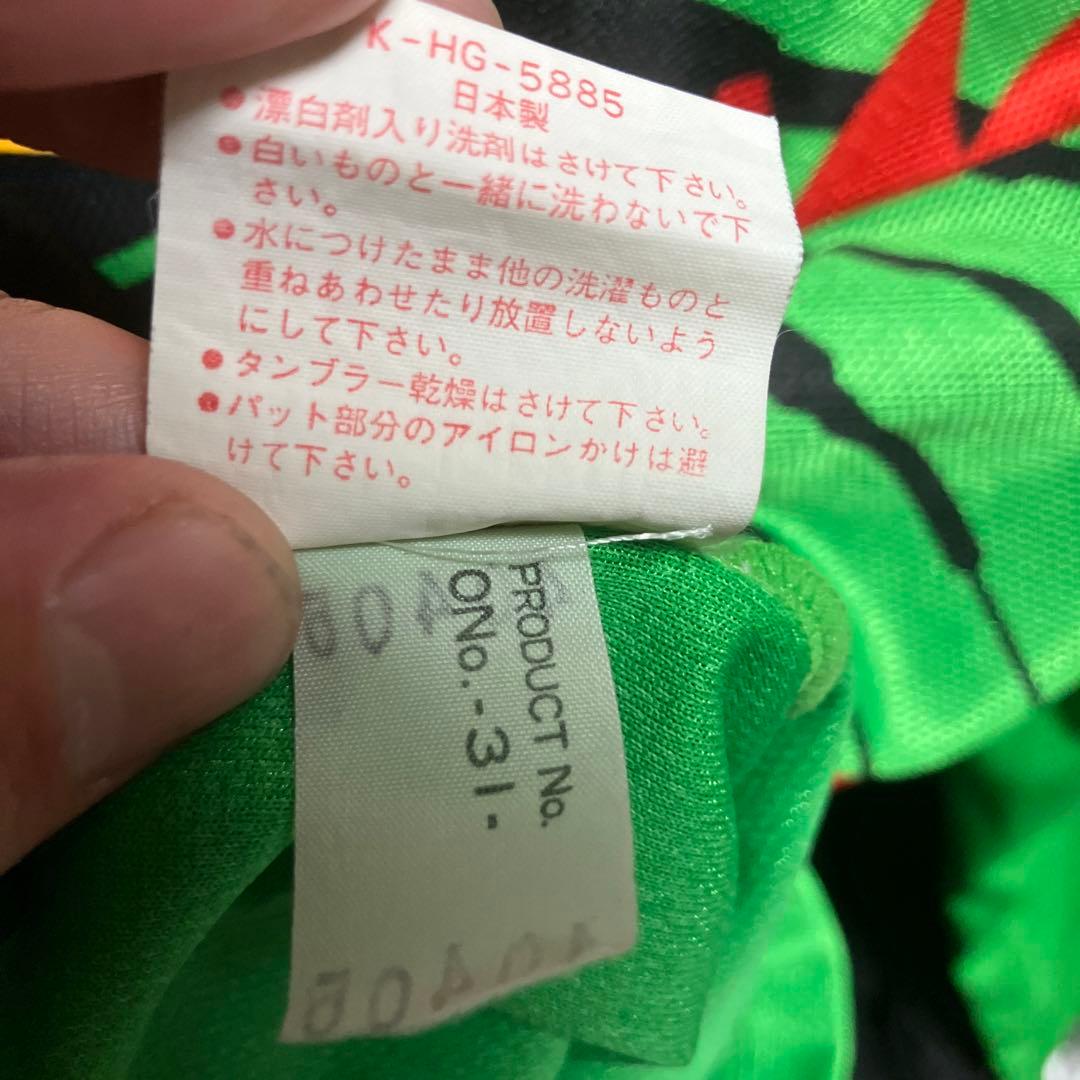 K-HG-5885
日本製
●漂白剤入り洗剤はさけて下さい。
●白いものと一緒に洗わないで下
さい。
●水につけたまま他の洗濯ものと
重ねあわせたり放置しないよう
にして下さい。
●タンブラー乾燥はさけて下さい。
●パット部分のアイロンかけは避
けて下さい。
PRODUCT No.
ONo.-31.